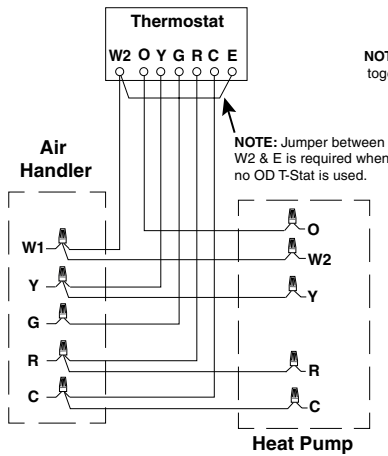 Thermostat
W2 O Y G R C E
NOT
toge
NOTE: Jumper between
W2 & E is required when
no OD T-Stat is used.
Air
Handler
W1
Y
G
R
C
O
W2
Y
R
C
Heat Pump